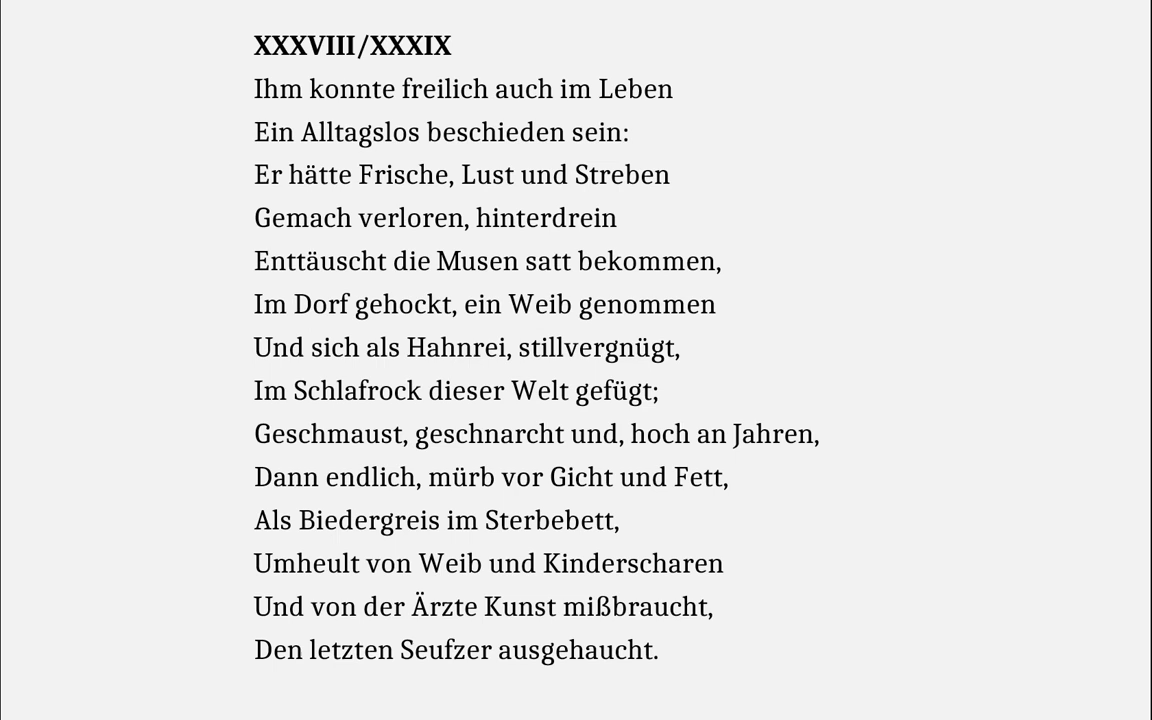 XXXVIII/XXXIX
Ihm konnte freilich auch im Leben
Ein Alltagslos beschieden sein:
Er hätte Frische, Lust und Streben
Gemach verloren, hinterdrein
Enttäuscht die Musen satt bekommen,
Im Dorf gehockt, ein Weib genommen
Und sich als Hahnrei, stillvergnügt,
Im Schlafrock dieser Welt gefügt;
Geschmaust, geschnarcht und, hoch an Jahren,
Dann endlich, mürb vor Gicht und Fett,
Als Biedergreis im Sterbebett,
Umheult von Weib und Kinderscharen
Und von der Ärzte Kunst mißbraucht,
Den letzten Seufzer ausgehaucht.